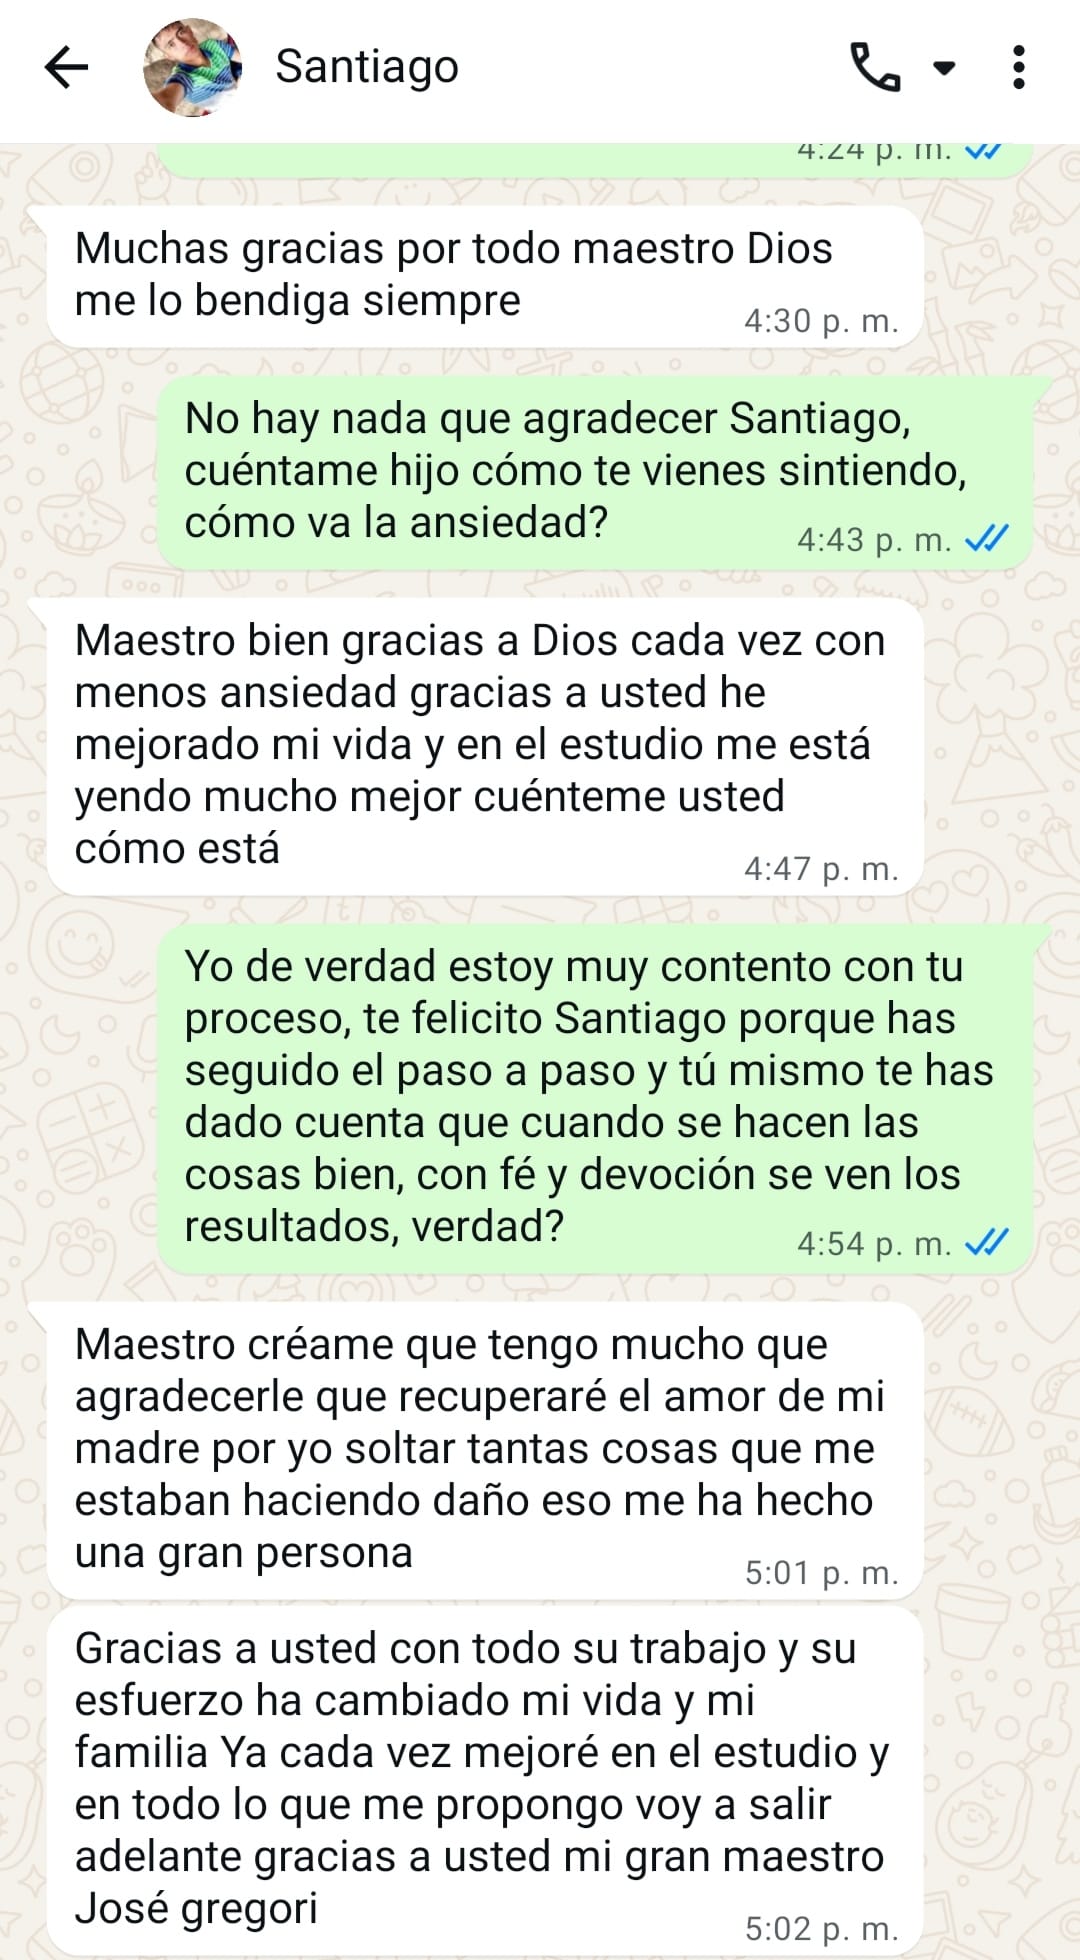 Santiago
4:24 p. m.
Muchas gracias por todo maestro Dios
me lo bendiga siempre
4:30 p. m.
No hay nada que agradecer Santiago,
cuéntame hijo cómo te vienes sintiendo,
cómo va la ansiedad?
4:43 p. m.
Maestro bien gracias a Dios cada vez con
menos ansiedad gracias a usted he
mejorado mi vida y en el estudio me está
yendo mucho mejor cuénteme usted
cómo está
4:47 p. m.
Yo de verdad estoy muy contento con tu
proceso, te felicito Santiago porque has
seguido el paso a paso y tú mismo te has
dado cuenta que cuando se hacen las
cosas bien, con fé y devoción se ven los
resultados, verdad?
4:54 p. m.
Maestro créame que tengo mucho que
agradecerle que recuperaré el amor de mi
madre por yo soltar tantas cosas que me
estaban haciendo daño eso me ha hecho
una gran persona
5:01 p. m.
Gracias a usted con todo su trabajo y su
esfuerzo ha cambiado mi vida y mi
familia Ya cada vez mejoré en el estudio y
en todo lo que me propongo voy a salir
adelante gracias a usted mi gran maestro
José gregori
5:02 p. m.